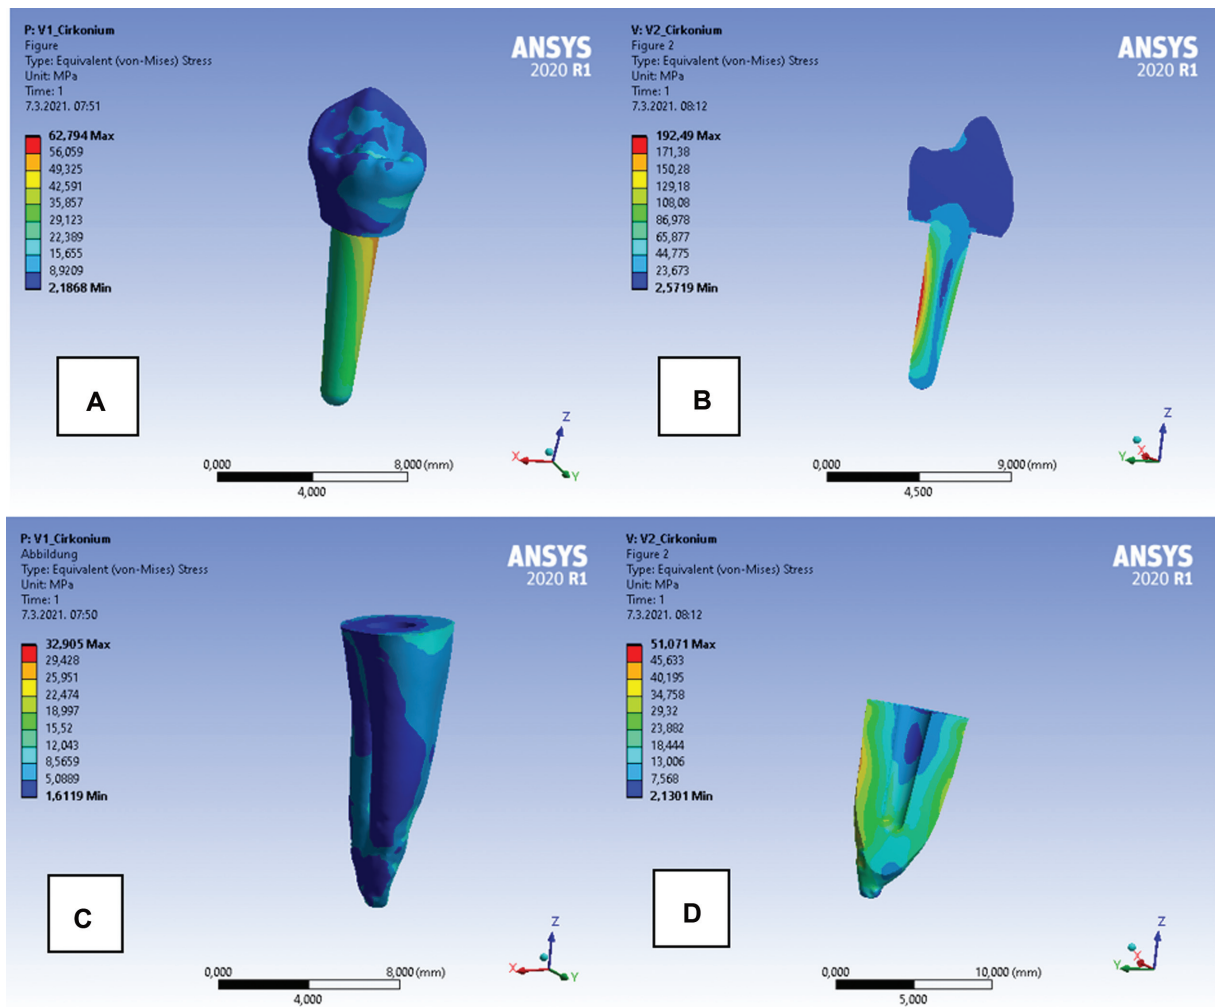 P: V1_Cirkonium
Figure
Type: Equivalent (von-Mises) Stress
Unit: MPa
Time: 1
7.3.2021. 07:51
ANSYS
2020 R1
62,794 Max
56,059
49,325
42,591
35,857
29,123
22,389
15,655
8,9209
2,1868 Min
A
0,000
8,000 (mm)
4,000
Z
X
Y
V: V2_Cirkonium
Figure 2
Type: Equivalent (von-Mises) Stress
Unit: MPa
Time: 1
7.3.2021. 08:12
ANSYS
2020 R1
192,49 Max
171,38
150,28
129,18
108,08
86,978
65,877
44,775
23,673
2,5719 Min
B
0,000
9,000 (mm)
4,500
Z
X
Y
P: V1_Cirkonium
Abbildung
Type: Equivalent (von-Mises) Stress
Unit: MPa
Time: 1
7.3.2021. 07:50
ANSYS
2020 R1
32,905 Max
29,428
25,951
22,474
18,997
15,52
12,043
8,5659
5,0889
1,6119 Min
C
0,000
8,000 (mm)
4,000
Z
X
Y
V: V2_Cirkonium
Figure 2
Type: Equivalent (von-Mises) Stress
Unit: MPa
Time: 1
7.3.2021. 08:12
ANSYS
2020 R1
51,071 Max
45,633
40,195
34,758
29,32
23,882
18,444
13,006
7,568
2,1301 Min
D
0,000
10,000 (mm)
5,000
Z
X
Y